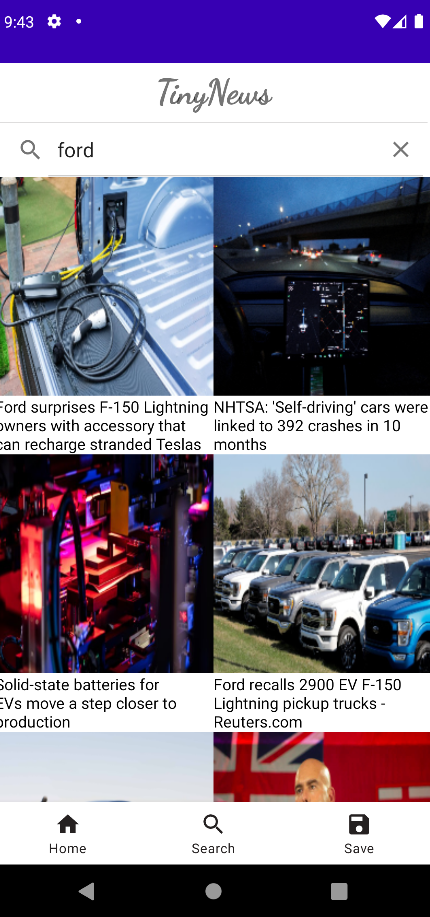 9:43
TinyNews
ford
Ford surprises F-150 Lightning
owners with accessory that
can recharge stranded Teslas
NHTSA: 'Self-driving' cars were
linked to 392 crashes in 10
months
Solid-state batteries for
EVs move a step closer to
production
Ford recalls 2900 EV F-150
Lightning pickup trucks -
Reuters.com
Home
Search
Save